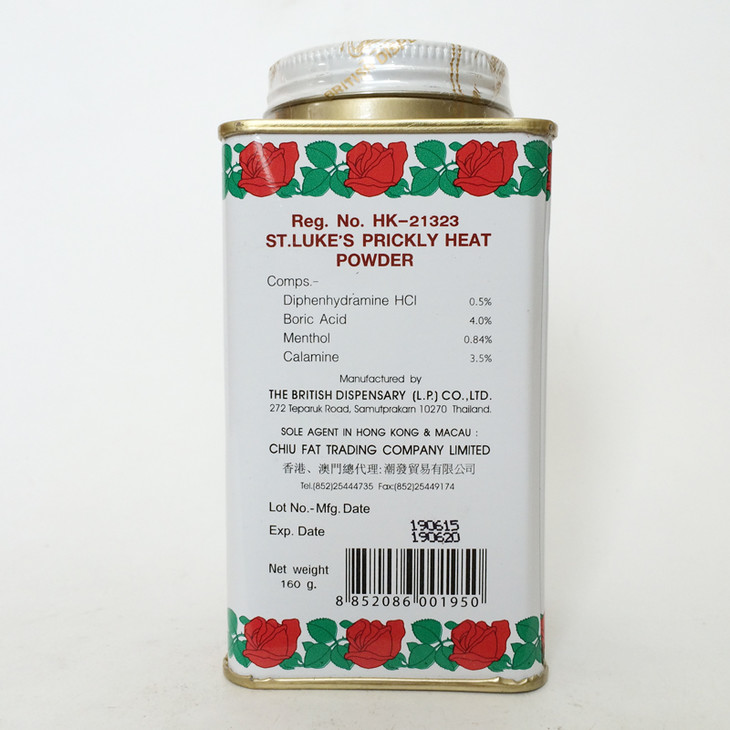 BRITISH DISP
Reg. No. HK-21323
ST.LUKE'S PRICKLY HEAT
POWDER
Comps.-
Diphenhydramine HCl 0.5%
Boric Acid 4.0%
Menthol 0.84%
Calamine 3.5%
Manufactured by
THE BRITISH DISPENSARY (L.P.) CO.,LTD.
272 Teparuk Road, Samutprakarn 10270 Thailand.
SOLE AGENT IN HONG KONG & MACAU :
CHIU FAT TRADING COMPANY LIMITED
香港、澳門總代理:潮發貿易有限公司
Tel.(852)25444735 Fax:(852)25449174
Lot No.-Mfg. Date 190615
Exp. Date 190620
Net weight
160 g.
8 852086 001950